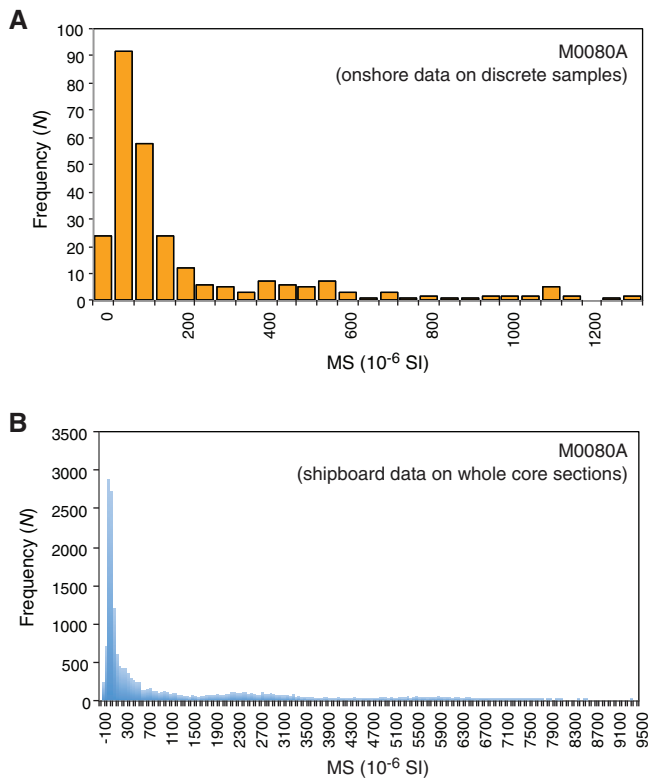 A
M0080A
(onshore data on discrete samples)
Frequency (N)
100
90
80
70
60
50
40
30
20
10
0
0 200 400 600 800 1000 1200
MS (10⁻⁶ SI)
B
M0080A
(shipboard data on whole core sections)
Frequency (N)
3500
3000
2500
2000
1500
1000
500
0
-100 300 700 1100 1500 1900 2300 2700 3100 3500 3900 4300 4700 5100 5500 5900 6300 6700 7100 7500 7900 8300 8700 9100 9500
MS (10⁻⁶ SI)